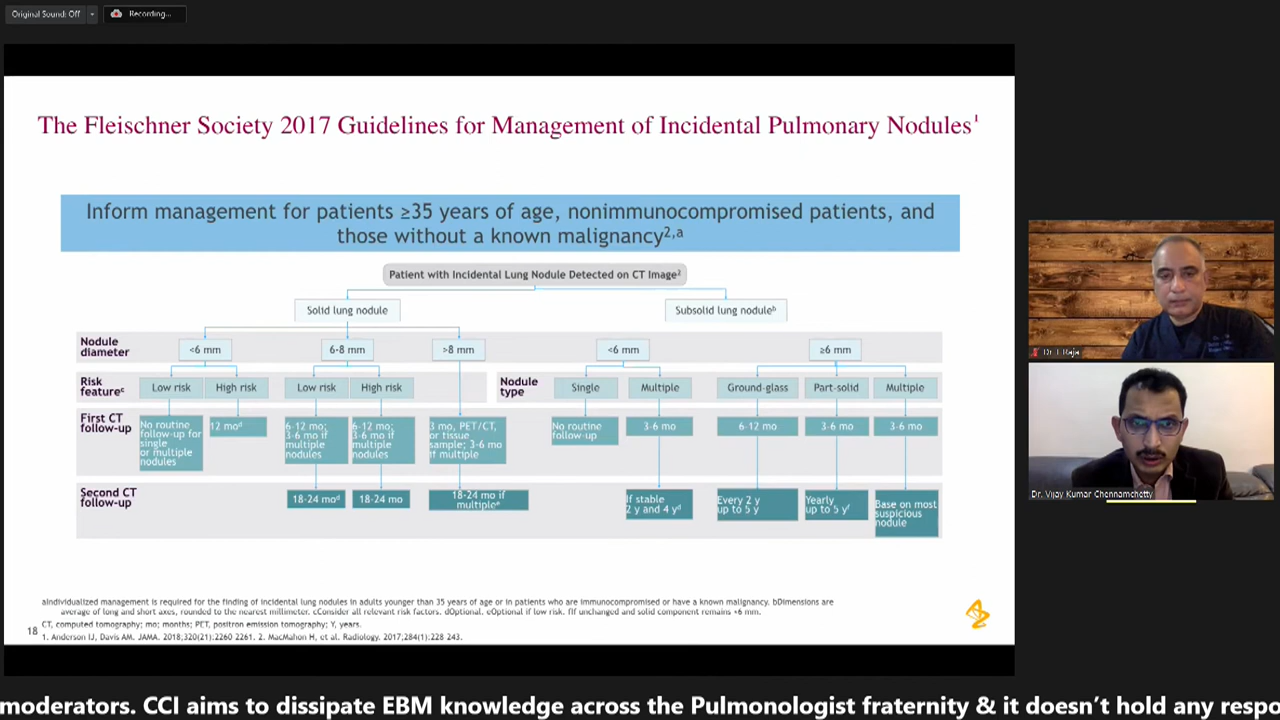 Original Sound: Off
Recording...
The Fleischner Society 2017 Guidelines for Management of Incidental Pulmonary Nodules¹
Inform management for patients ≥35 years of age, nonimmunocompromised patients, and
those without a known malignancy²,ᵃ
Patient with Incidental Lung Nodule Detected on CT Image²
Solid lung nodule
Subsolid lung noduleᵇ
Nodule
diameter
<6 mm
6-8 mm
>8 mm
<6 mm
≥6 mm
Risk
featureᶜ
Low risk
High risk
Low risk
High risk
Nodule
type
Single
Multiple
Ground-glass
Part-solid
Multiple
First CT
follow-up
No routine
follow-up for
single
or multiple
nodules
12 moᵈ
6-12 mo;
3-6 mo if
multiple
nodules
6-12 mo;
3-6 mo if
multiple
nodules
3 mo, PET/CT,
or tissue
sample; 3-6 mo
if multiple
No routine
follow-up
3-6 mo
6-12 mo
3-6 mo
3-6 mo
Second CT
follow-up
18-24 moᵈ
18-24 mo
18-24 mo if
multipleᵉ
If stable
2 y and 4 yᵈ
Every 2 y
up to 5 y
Yearly
up to 5 yᶠ
Base on most
suspicious
nodule
aIndividualized management is required for the finding of incidental lung nodules in adults younger than 35 years of age or in patients who are immunocompromised or have a known malignancy. bDimensions are
average of long and short axes, rounded to the nearest millimeter. cConsider all relevant risk factors. dOptional. eOptional if low risk. fIf unchanged and solid component remains <6 mm.
CT, computed tomography; mo; months; PET, positron emission tomography; Y, years.
18
1. Anderson IJ, Davis AM. JAMA. 2018;320(21):2260 2261. 2. MacMahon H, et al. Radiology. 2017;284(1):228 243.
Dr. T Raja
Dr. Vijay Kumar Chennamchetty
moderators. CCI aims to dissipate EBM knowledge across the Pulmonologist fraternity & it doesn't hold any respo